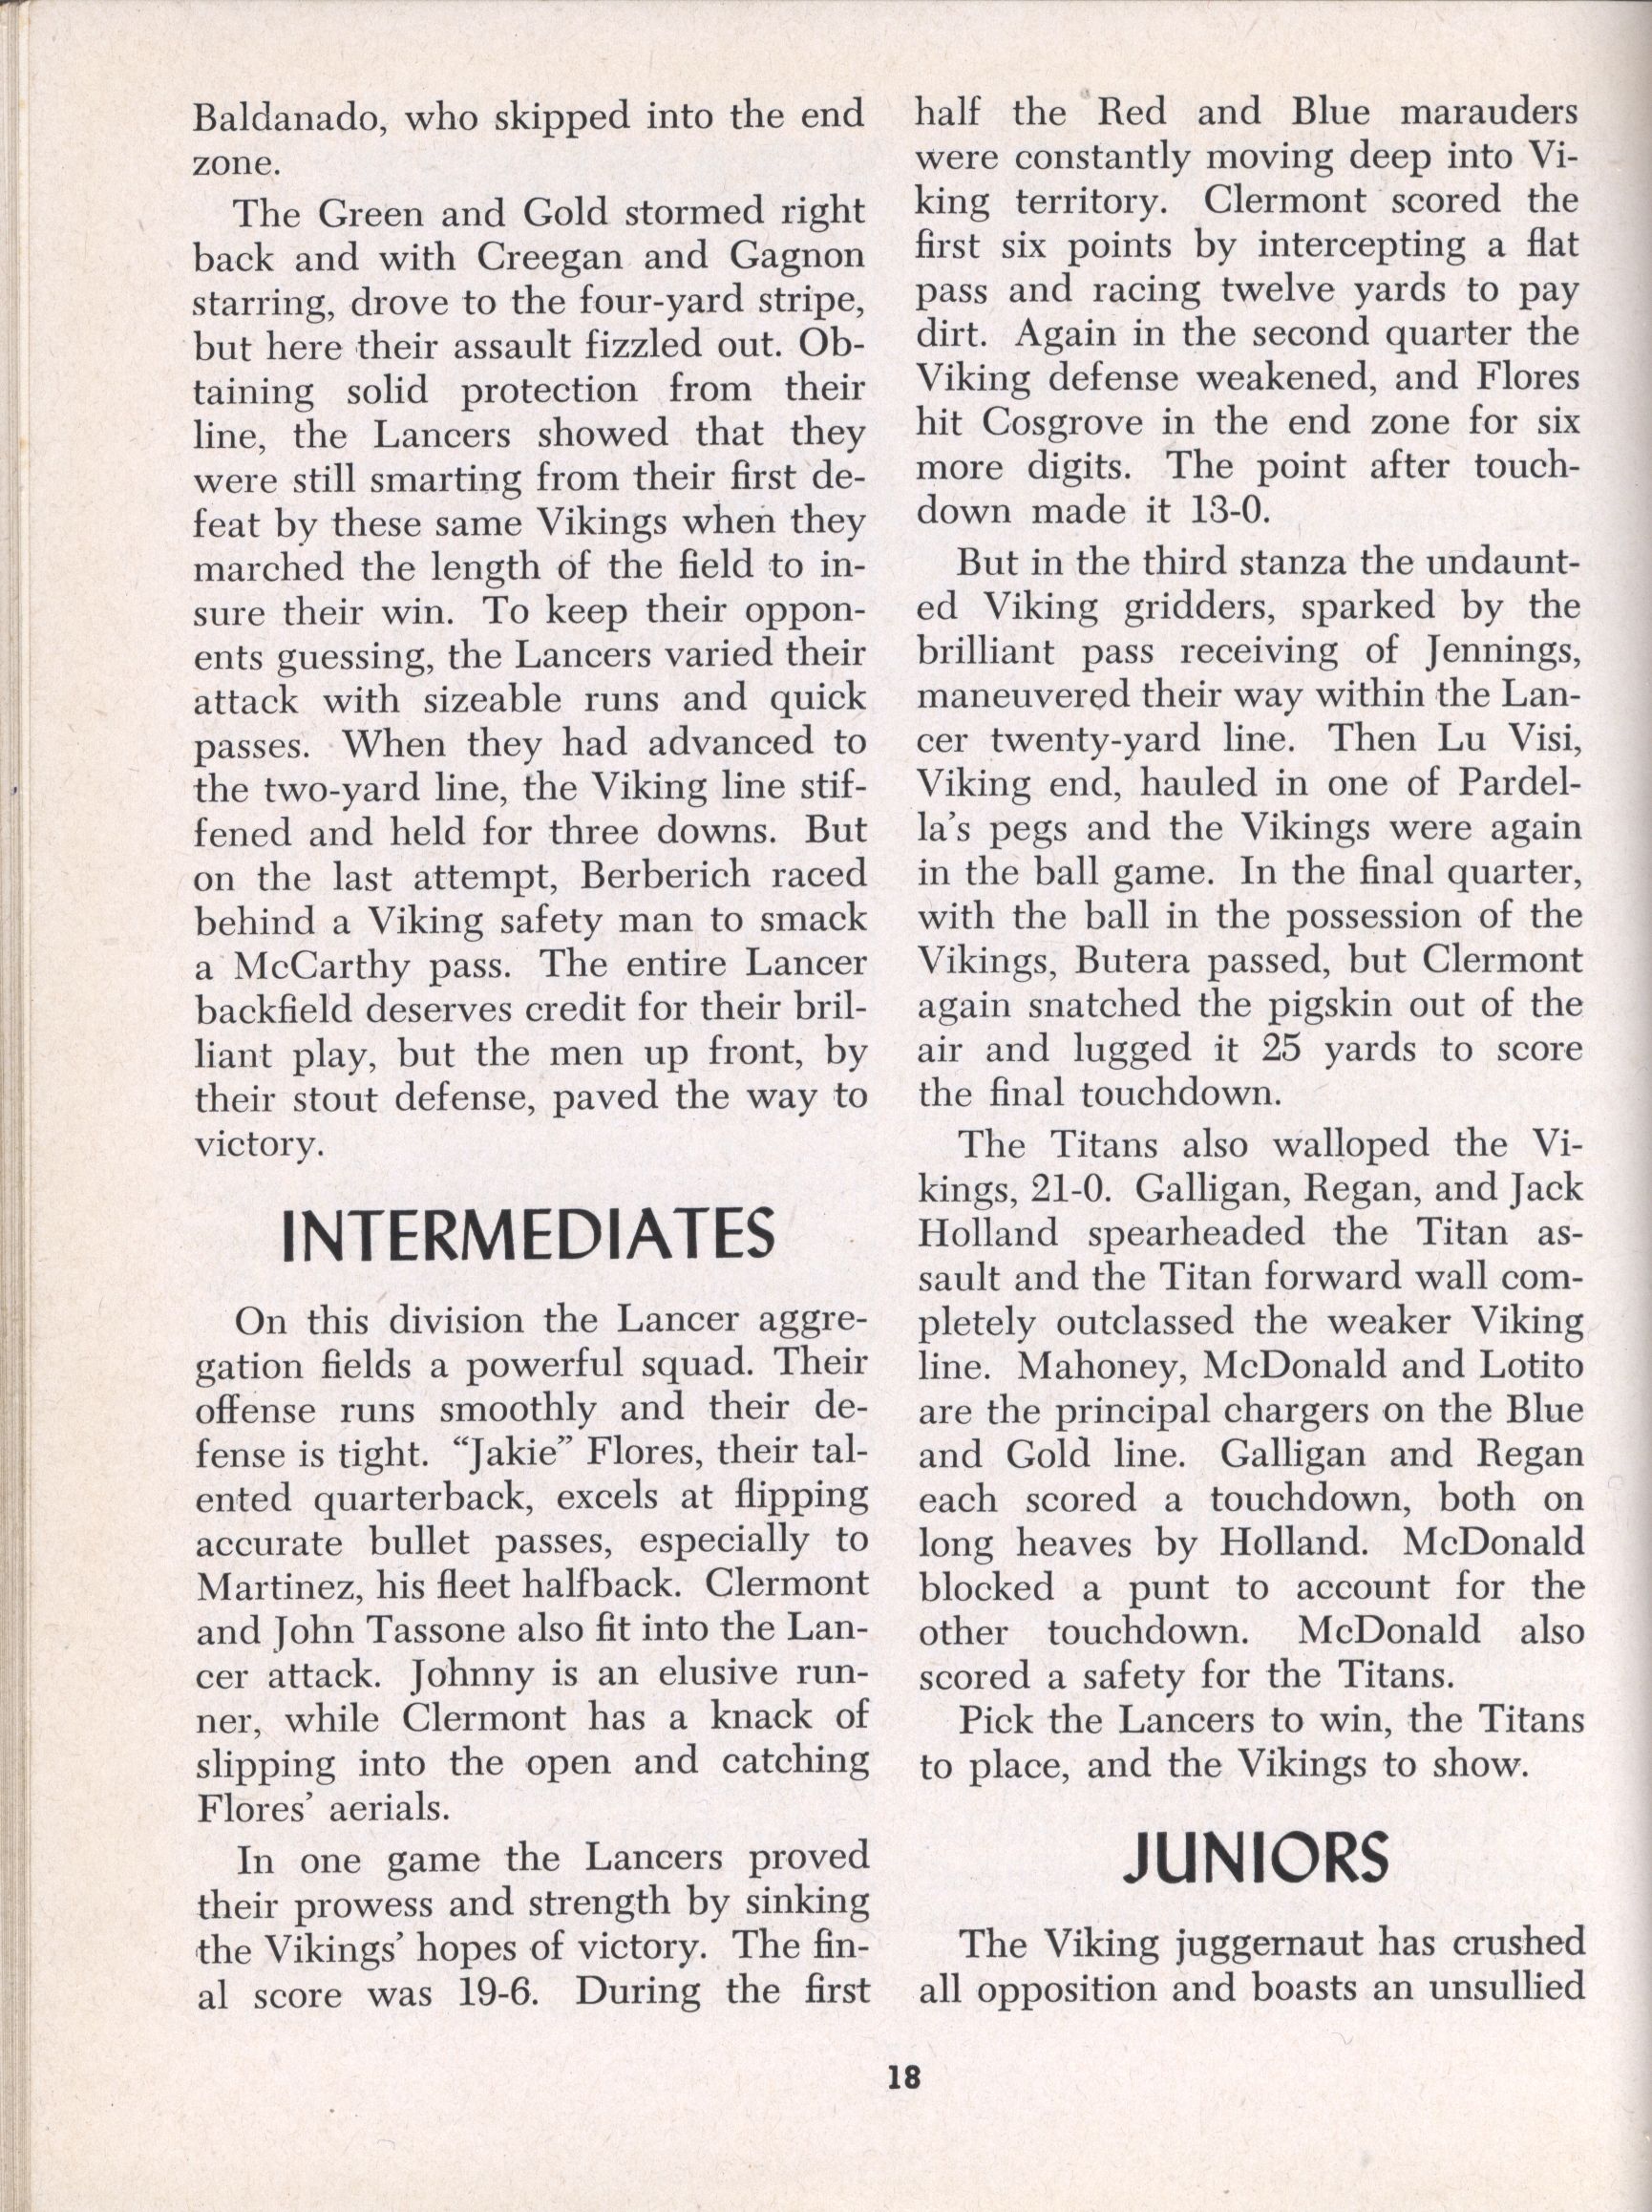 Baldanado, who skipped into the end
zone.
The Green and Gold stormed right
back and with Creegan and Gagnon
starring, drove to the four-yard stripe,
but here their assault fizzled out. Ob-
taining solid protection from their
line, the Lancers showed that they
were still smarting from their first de-
feat by these same Vikings when they
marched the length of the field to in-
sure their win. To keep their oppon-
ents guessing, the Lancers varied their
attack with sizeable runs and quick
passes. When they had advanced to
the two-yard line, the Viking line stif-
fened and held for three downs. But
on the last attempt, Berberich raced
behind a Viking safety man to smack
a McCarthy pass. The entire Lancer
backfield deserves credit for their bril-
liant play, but the men up front, by
their stout defense, paved the way to
victory.
INTERMEDIATES
On this division the Lancer aggre-
gation fields a powerful squad. Their
offense runs smoothly and their de-
fense is tight. “Jakie” Flores, their tal-
ented quarterback, excels at flipping
accurate bullet passes, especially to
Martinez, his fleet halfback. Clermont
and John Tassone also fit into the Lan-
cer attack. Johnny is an elusive run-
ner, while Clermont has a knack of
slipping into the open and catching
Flores’ aerials.
In one game the Lancers proved
their prowess and strength by sinking
the Vikings’ hopes of victory. The fin-
al score was 19-6. During the first
half the Red and Blue marauders
were constantly moving deep into Vi-
king territory. Clermont scored the
first six points by intercepting a flat
pass and racing twelve yards to pay
dirt. Again in the second quarter the
Viking defense weakened, and Flores
hit Cosgrove in the end zone for six
more digits. The point after touch-
down made it 13-0.
But in the third stanza the undaunt-
ed Viking gridders, sparked by the
brilliant pass receiving of Jennings,
maneuvered their way within the Lan-
cer twenty-yard line. Then Lu Visi,
Viking end, hauled in one of Pardel-
la’s pegs and the Vikings were again
in the ball game. In the final quarter,
with the ball in the possession of the
Vikings, Butera passed, but Clermont
again snatched the pigskin out of the
air and lugged it 25 yards to score
the final touchdown.
The Titans also walloped the Vi-
kings, 21-0. Galligan, Regan, and Jack
Holland spearheaded the Titan as-
sault and the Titan forward wall com-
pletely outclassed the weaker Viking
line. Mahoney, McDonald and Lotito
are the principal chargers on the Blue
and Gold line. Galligan and Regan
each scored a touchdown, both on
long heaves by Holland. McDonald
blocked a punt to account for the
other touchdown. McDonald also
scored a safety for the Titans.
Pick the Lancers to win, the Titans
to place, and the Vikings to show.
JUNIORS
The Viking juggernaut has crushed
all opposition and boasts an unsullied
18